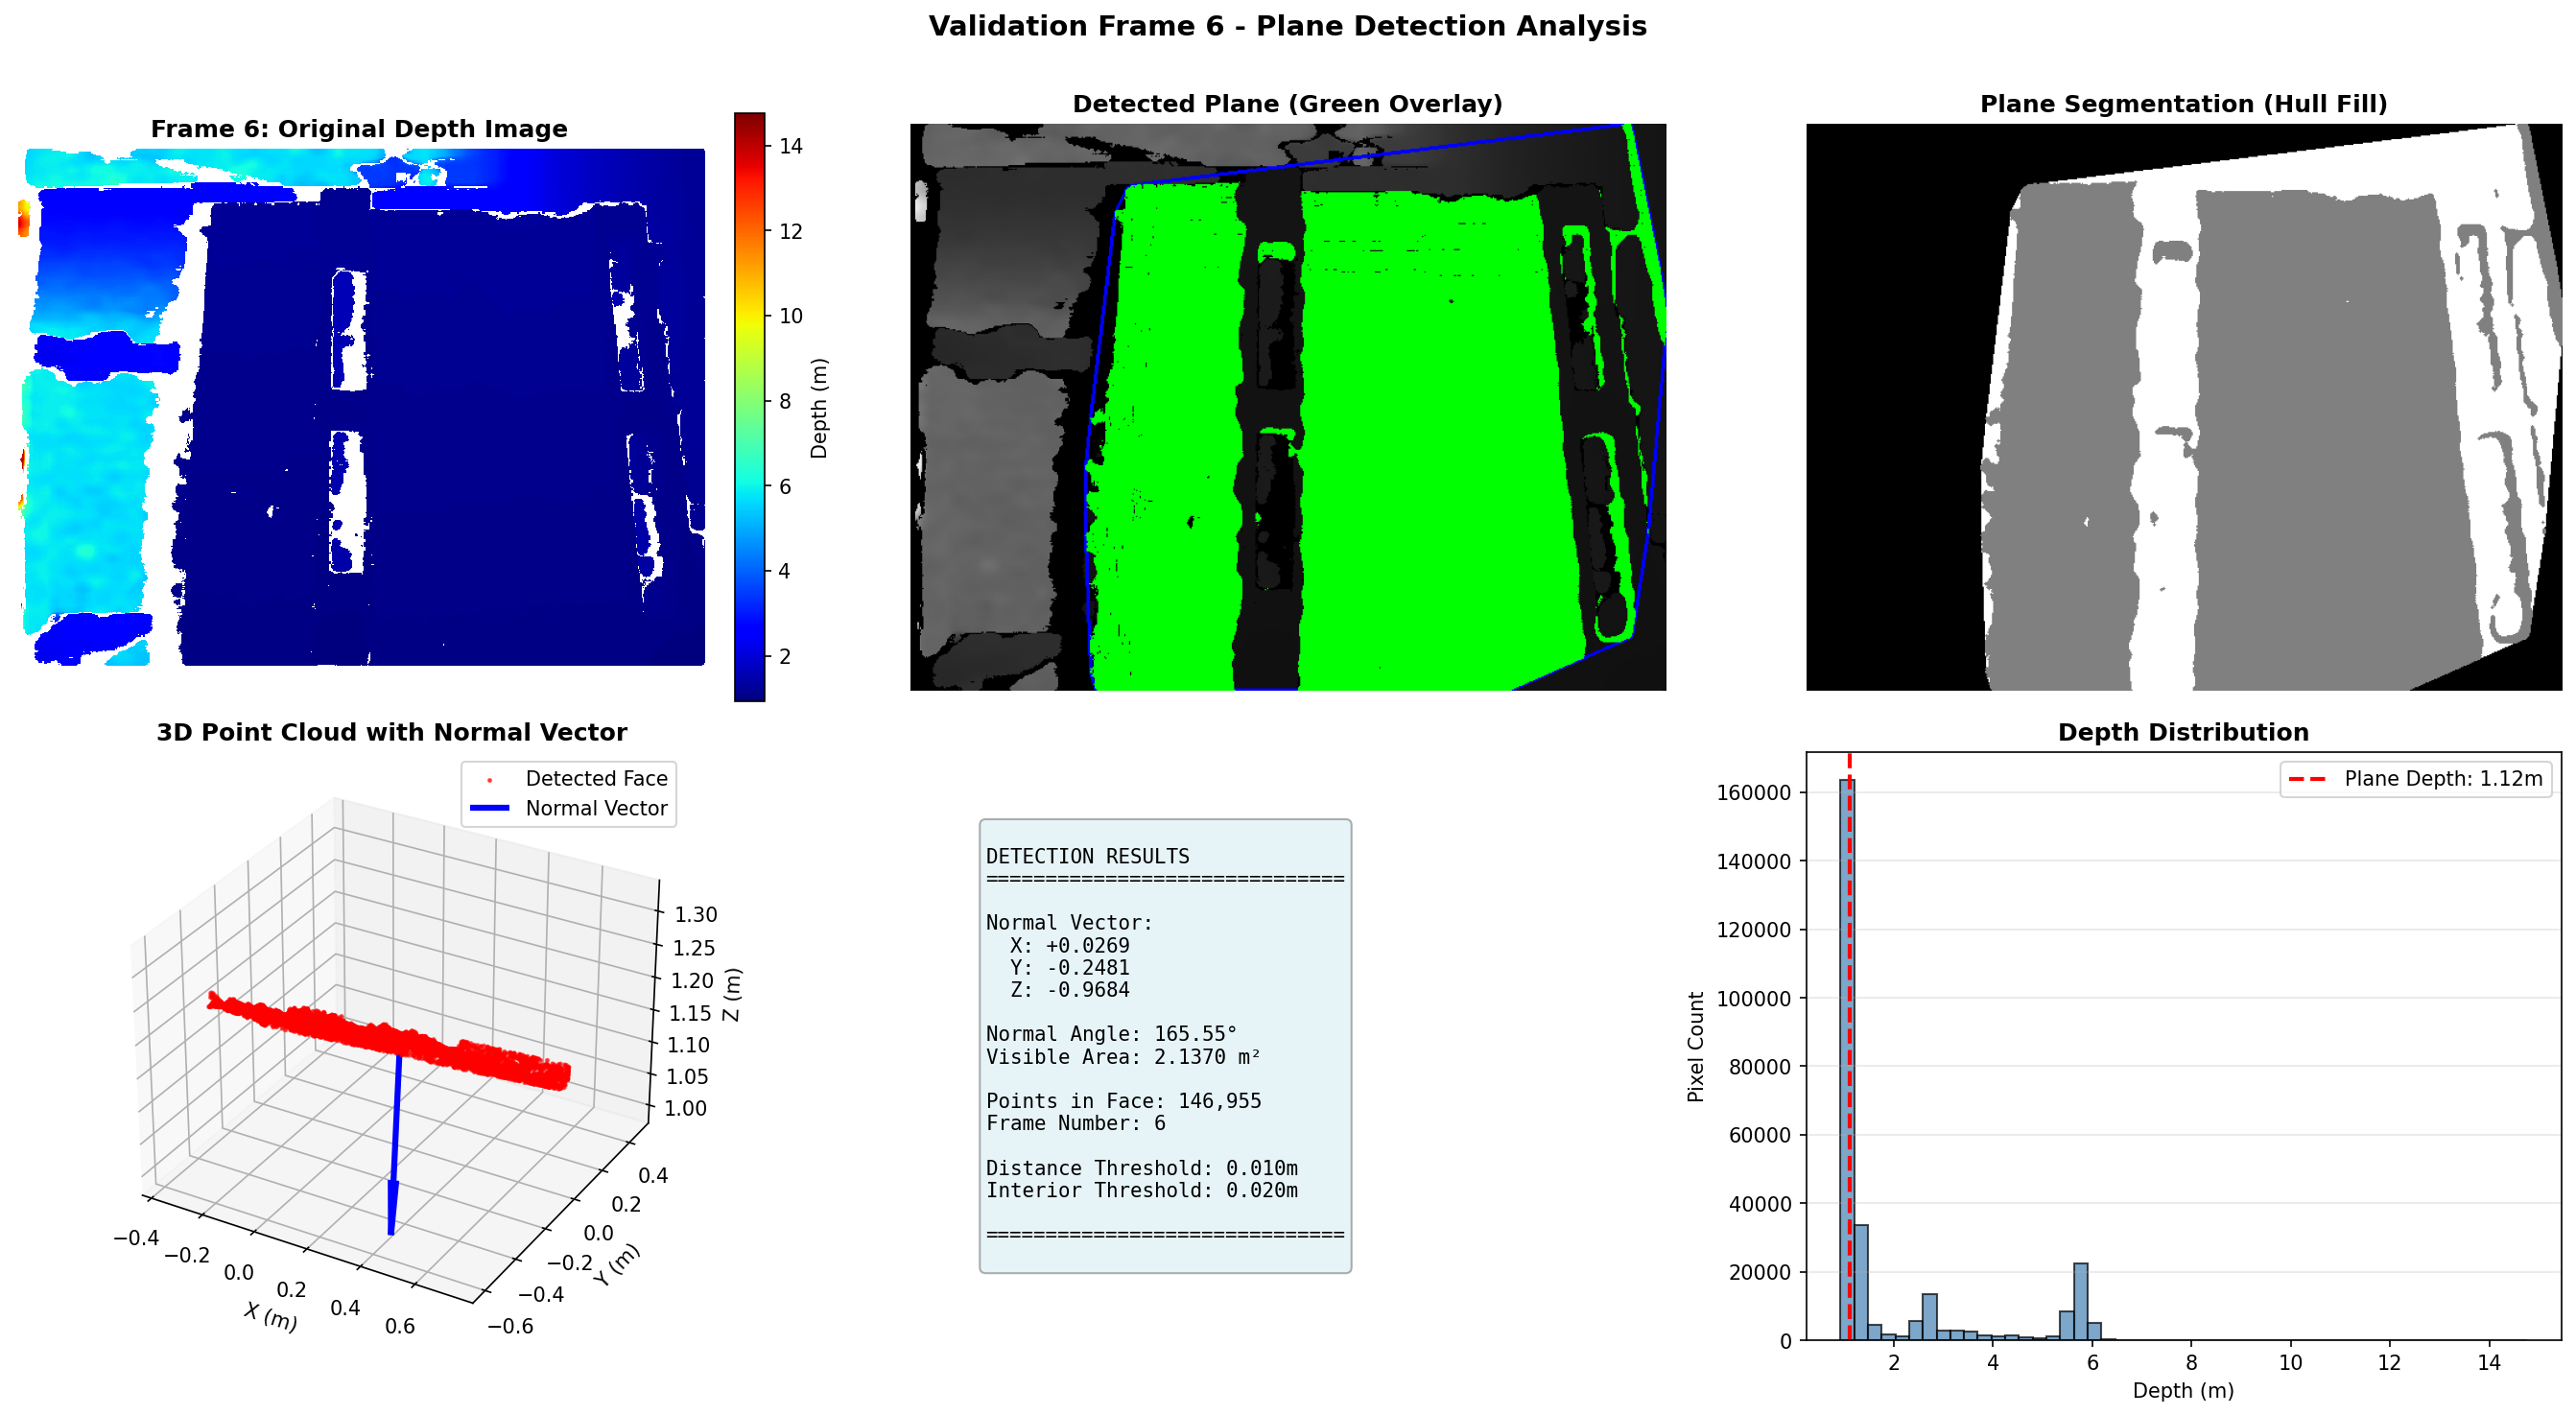 Validation Frame 6 - Plane Detection Analysis
Frame 6: Original Depth Image
14
12
10
8
6
4
2
Depth (m)
Detected Plane (Green Overlay)
Plane Segmentation (Hull Fill)
3D Point Cloud with Normal Vector
Detected Face
Normal Vector
1.30
1.25
1.20
1.15
1.10
1.05
1.00
Z (m)
0.4
0.2
0.0
−0.2
−0.4
−0.6
Y (m)
−0.4
−0.2
0.0
0.2
0.4
0.6
X (m)
DETECTION RESULTS
==============================
Normal Vector:
X: +0.0269
Y: -0.2481
Z: -0.9684
Normal Angle: 165.55°
Visible Area: 2.1370 m²
Points in Face: 146,955
Frame Number: 6
Distance Threshold: 0.010m
Interior Threshold: 0.020m
==============================
Depth Distribution
Plane Depth: 1.12m
160000
140000
120000
100000
80000
60000
40000
20000
0
Pixel Count
2 4 6 8 10 12 14
Depth (m)